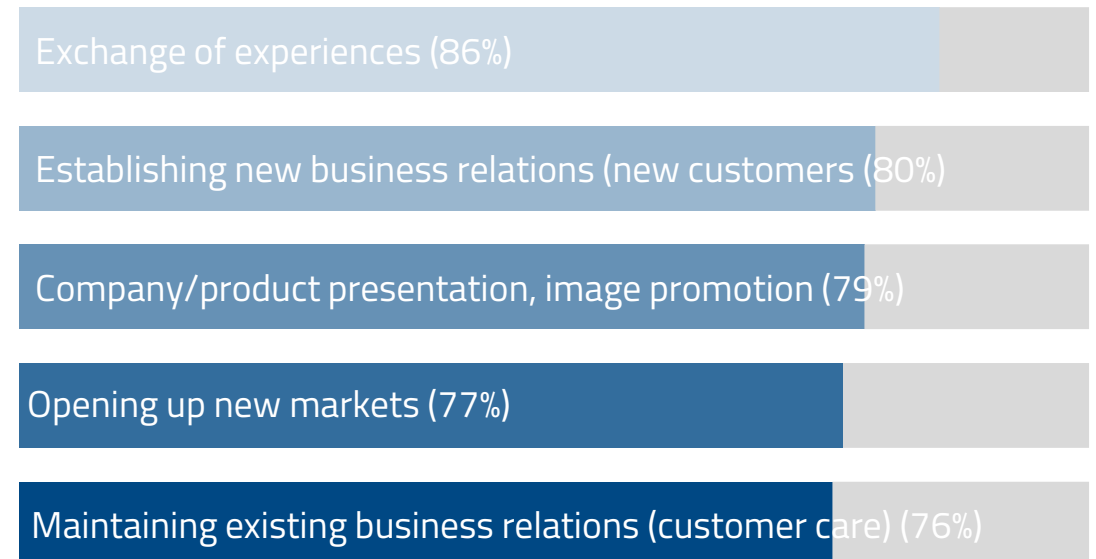 Exchange of experiences (86%)
Establishing new business relations (new customers (80%)
Company/product presentation, image promotion (79%)
Opening up new markets (77%)
Maintaining existing business relations (customer care) (76%)